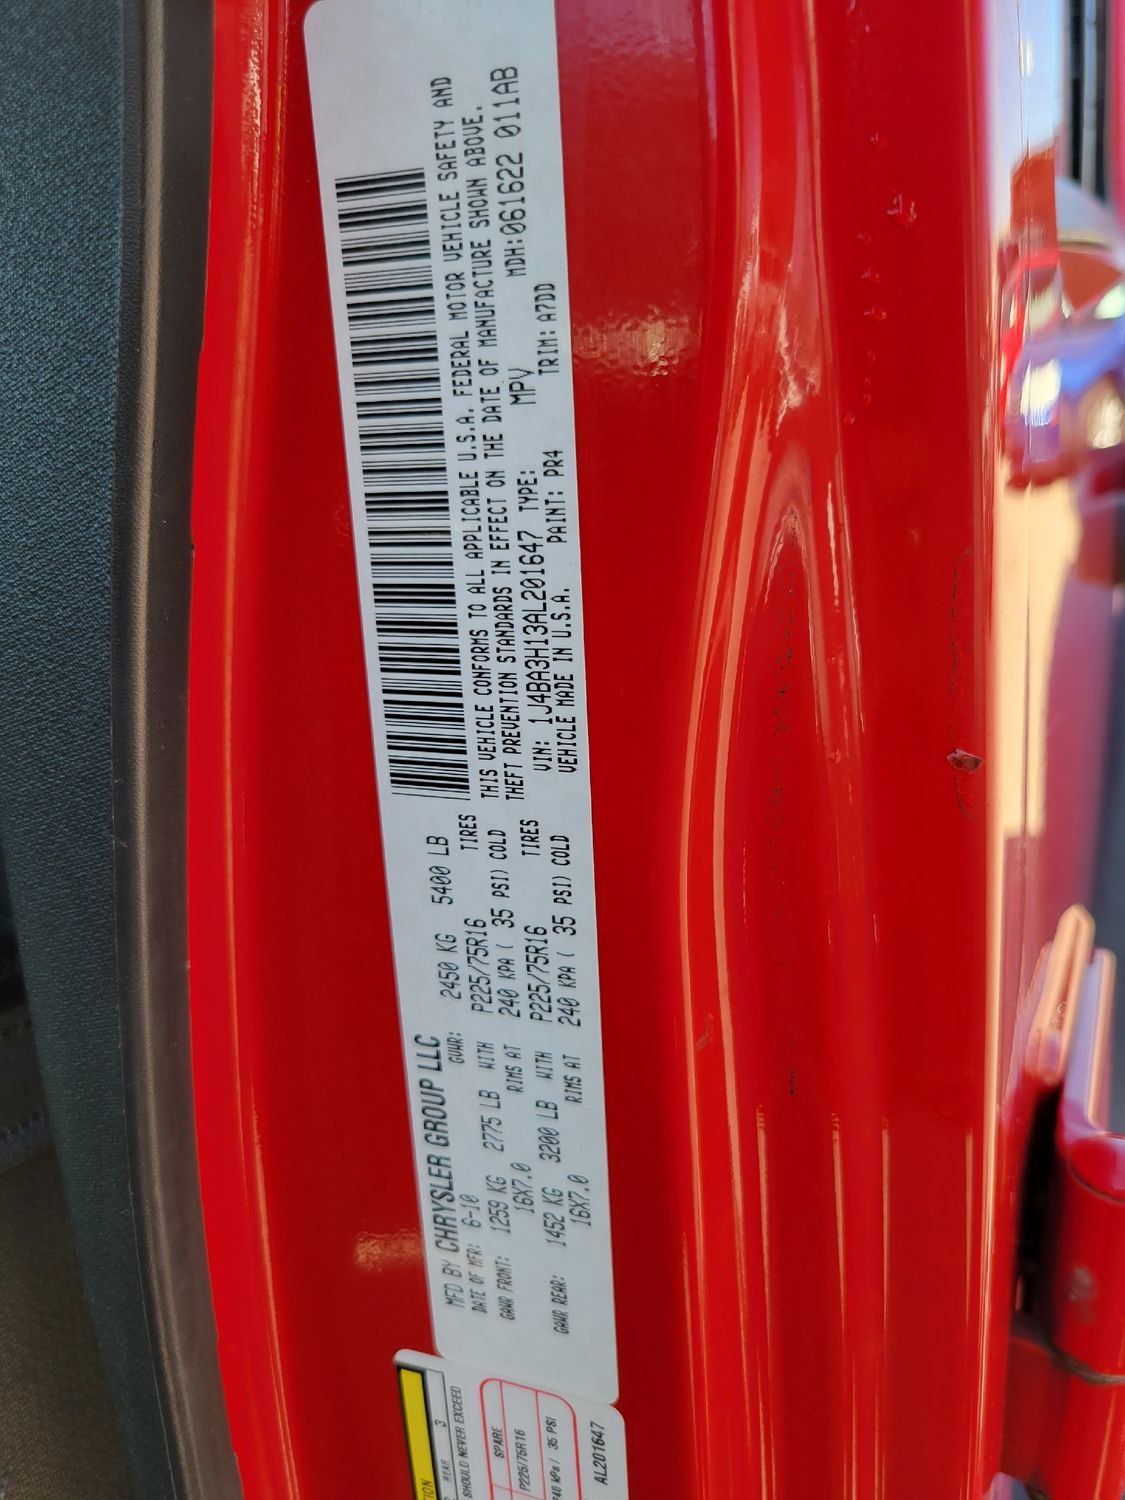 MFD BY CHRYSLER GROUP LLC
DATE OF MFR: 6-10 GVWR: 2450 KG 5400 LB
GAWR FRONT: 1259 KG 2775 LB WITH P225/75R16 TIRES
16X7.0 RIMS AT 240 KPA ( 35 PSI) COLD
GAWR REAR: 1452 KG 3200 LB WITH P225/75R16 TIRES
16X7.0 RIMS AT 240 KPA ( 35 PSI) COLD
THIS VEHICLE CONFORMS TO ALL APPLICABLE U.S.A. FEDERAL MOTOR VEHICLE SAFETY AND
THEFT PREVENTION STANDARDS IN EFFECT ON THE DATE OF MANUFACTURE SHOWN ABOVE.
VIN: 1J4BA3H13AL201647 TYPE: MPV MDH:061622 011AB
VEHICLE MADE IN U.S.A. PAINT: PR4 TRIM: A7DD
REAR 3
SHOULD NEVER EXCEED
SPARE
P225/75R16
240 kPa / 35 PSI
AL201647